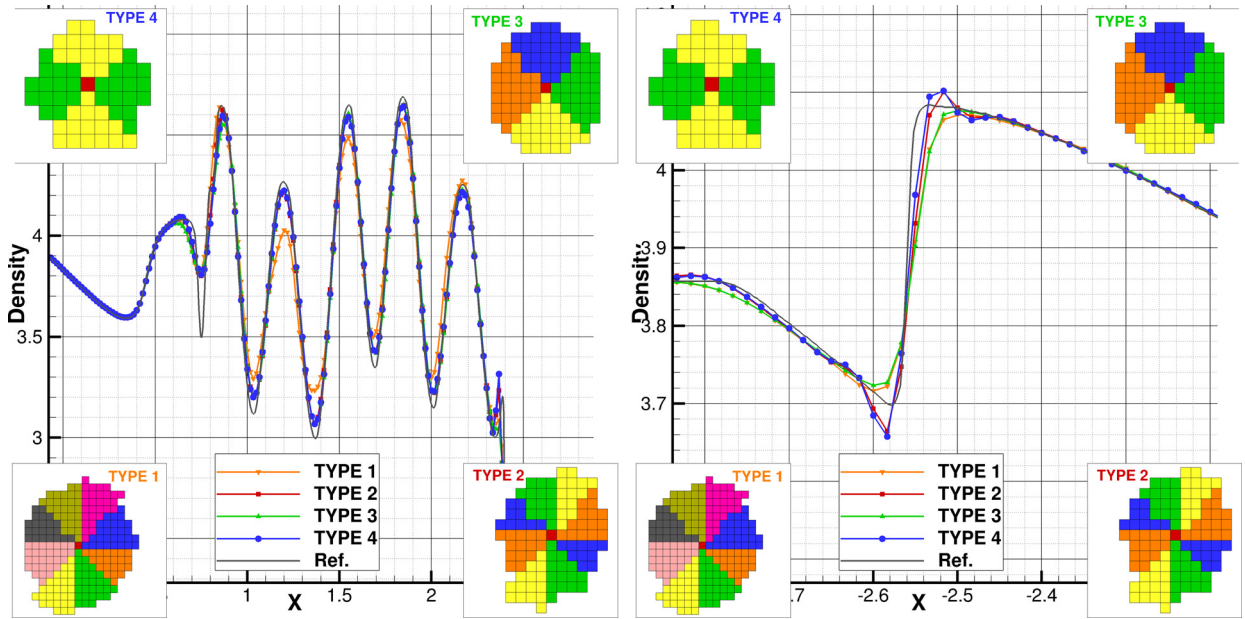 TYPE 4
TYPE 3
4
3.5
3
Density
TYPE 1
TYPE 2
TYPE 1
TYPE 2
TYPE 3
TYPE 4
Ref.
1
1.5
2
X
TYPE 4
TYPE 3
4
3.9
3.8
3.7
Density
TYPE 1
TYPE 2
TYPE 1
TYPE 2
TYPE 3
TYPE 4
Ref.
-2.6
-2.5
-2.4
X